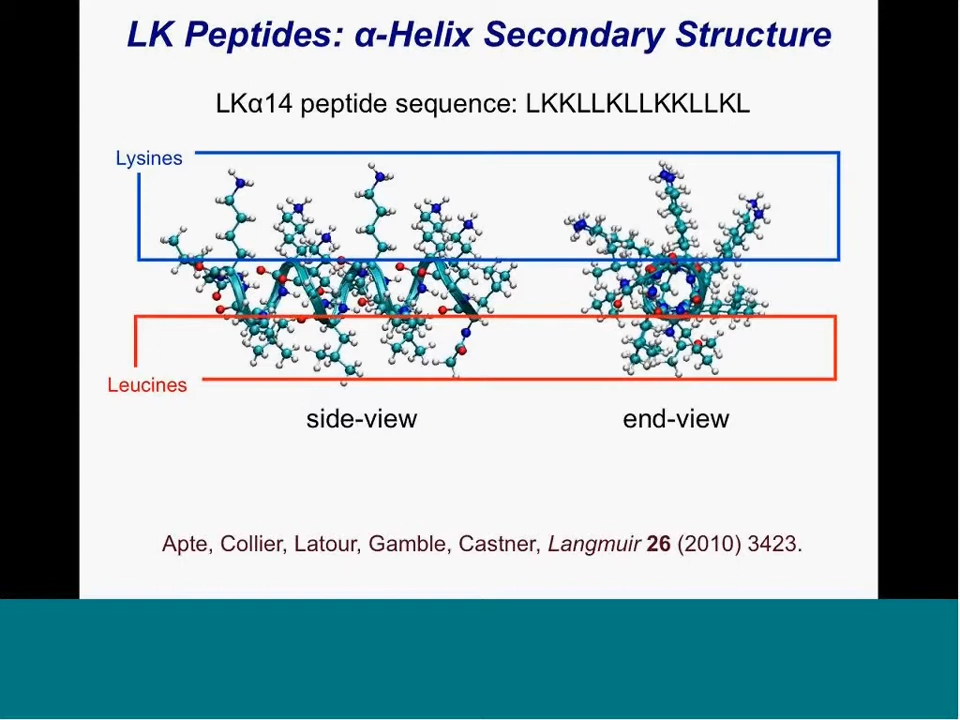 LK Peptides: α-Helix Secondary Structure
LKα14 peptide sequence: LKKLLKLLKKLLKL
Lysines
Leucines
side-view
end-view
Apte, Collier, Latour, Gamble, Castner, Langmuir 26 (2010) 3423.